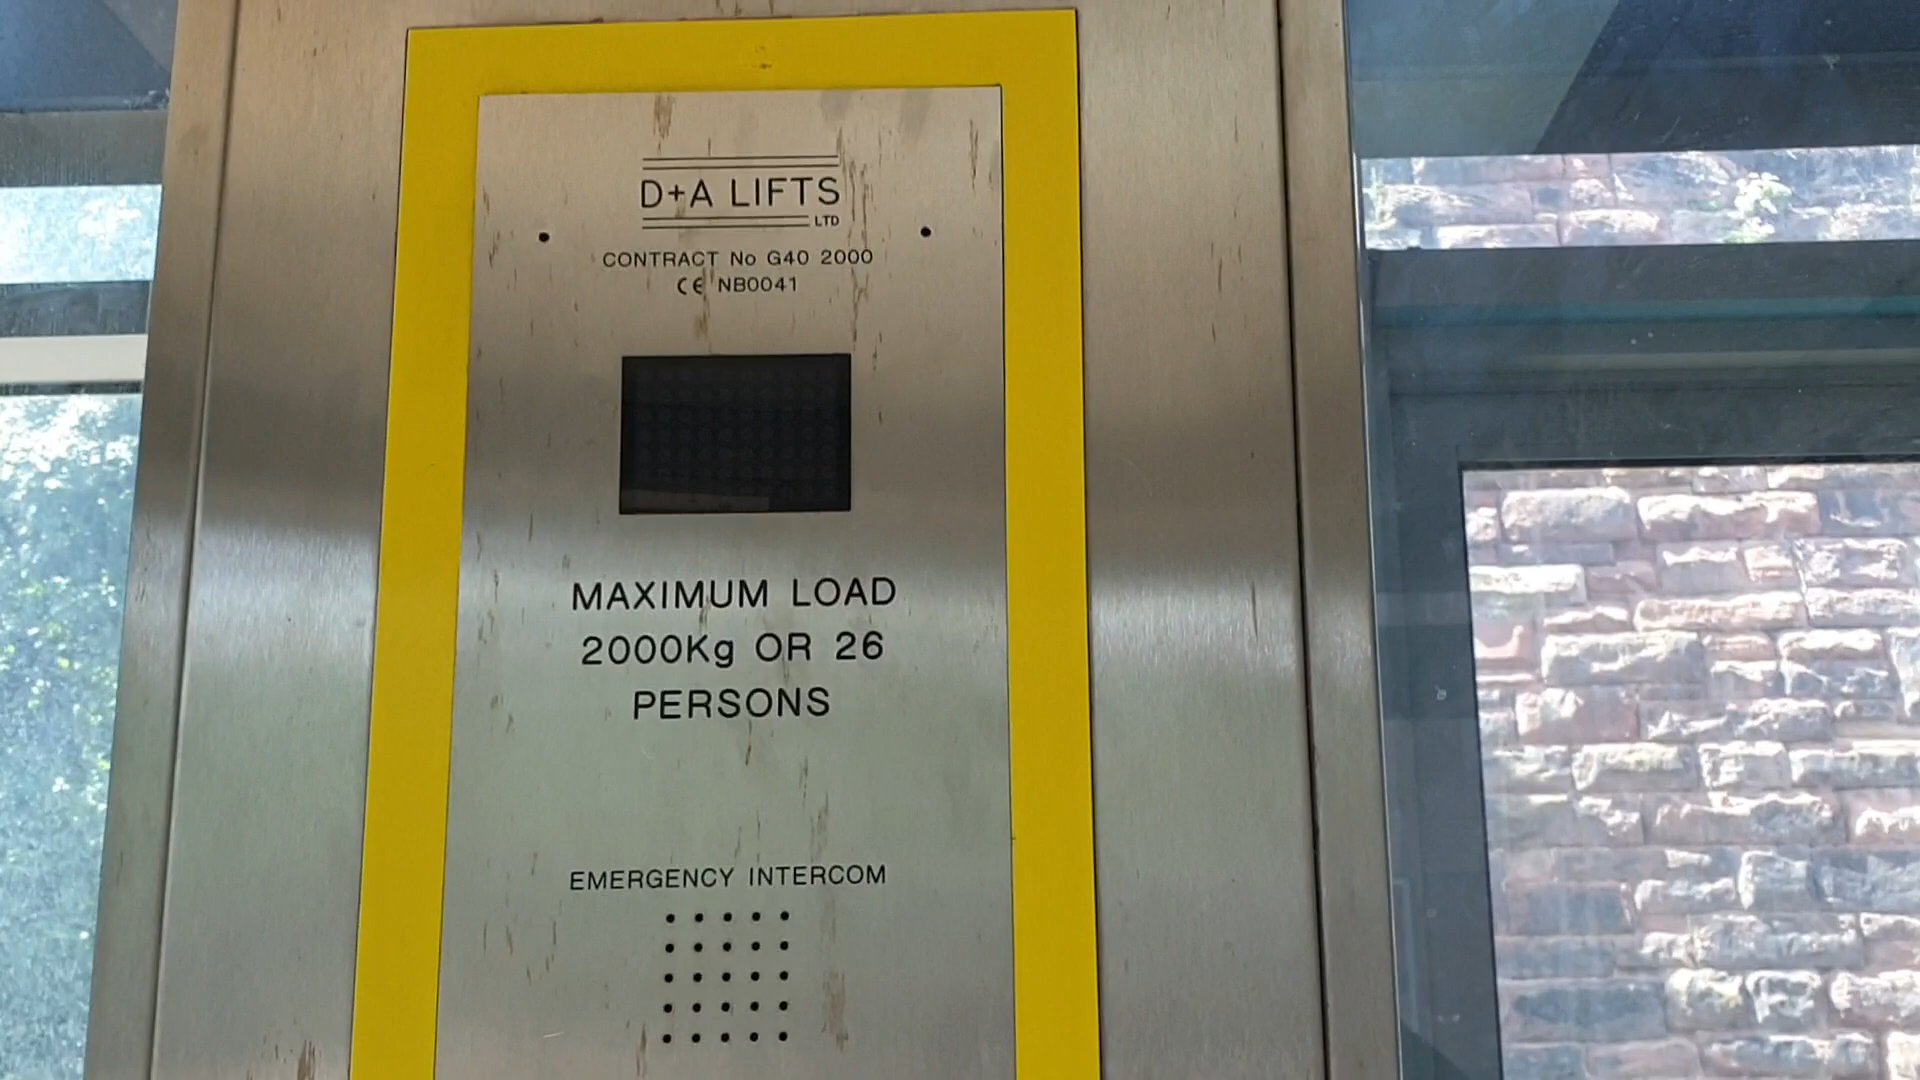 D+A LIFTS
LTD
CONTRACT No G40 2000
CE NB0041
MAXIMUM LOAD
2000Kg OR 26
PERSONS
EMERGENCY INTERCOM